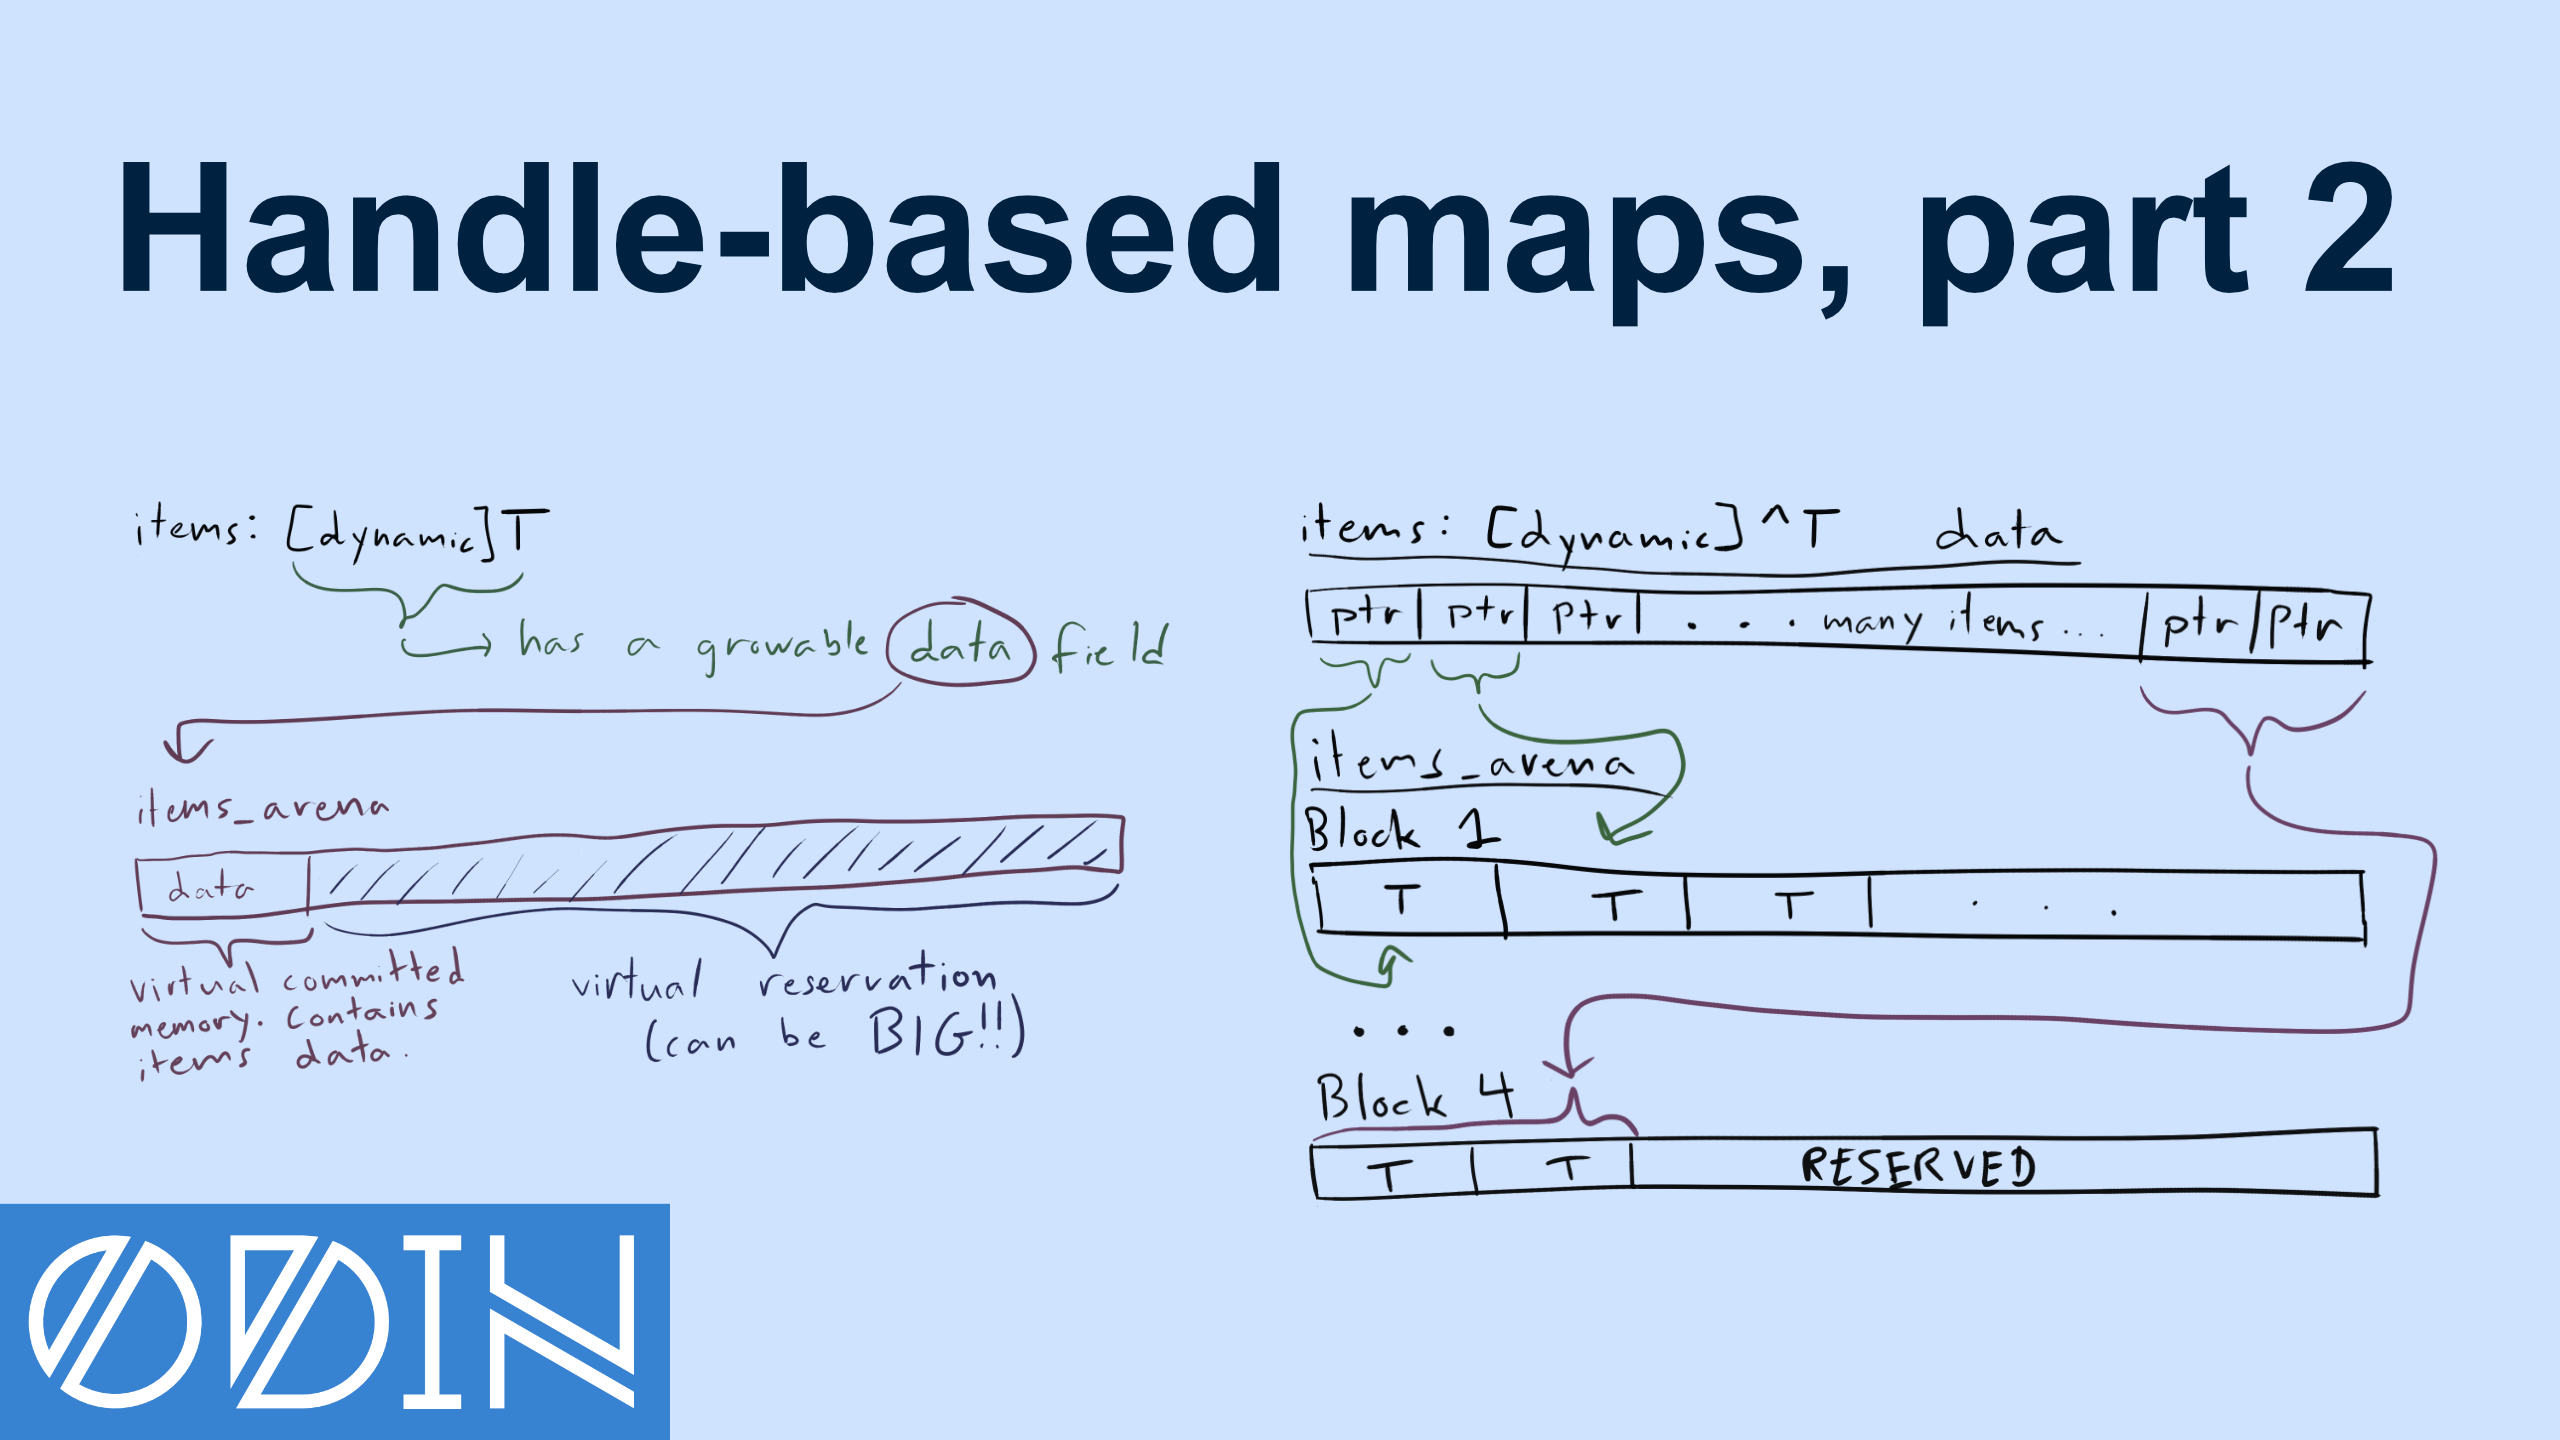 Handle-based maps, part 2
items: [dynamic]T
has a growable data field
items_arena
data
virtual committed
memory. contains
items data.
virtual reservation
(can be BIG!!)
items: [dynamic]^T data
ptr ptr ptr . . . many items... ptr ptr
items_arena
Block 1
T T T . . .
. . .
Block 4
T T RESERVED
ODIN